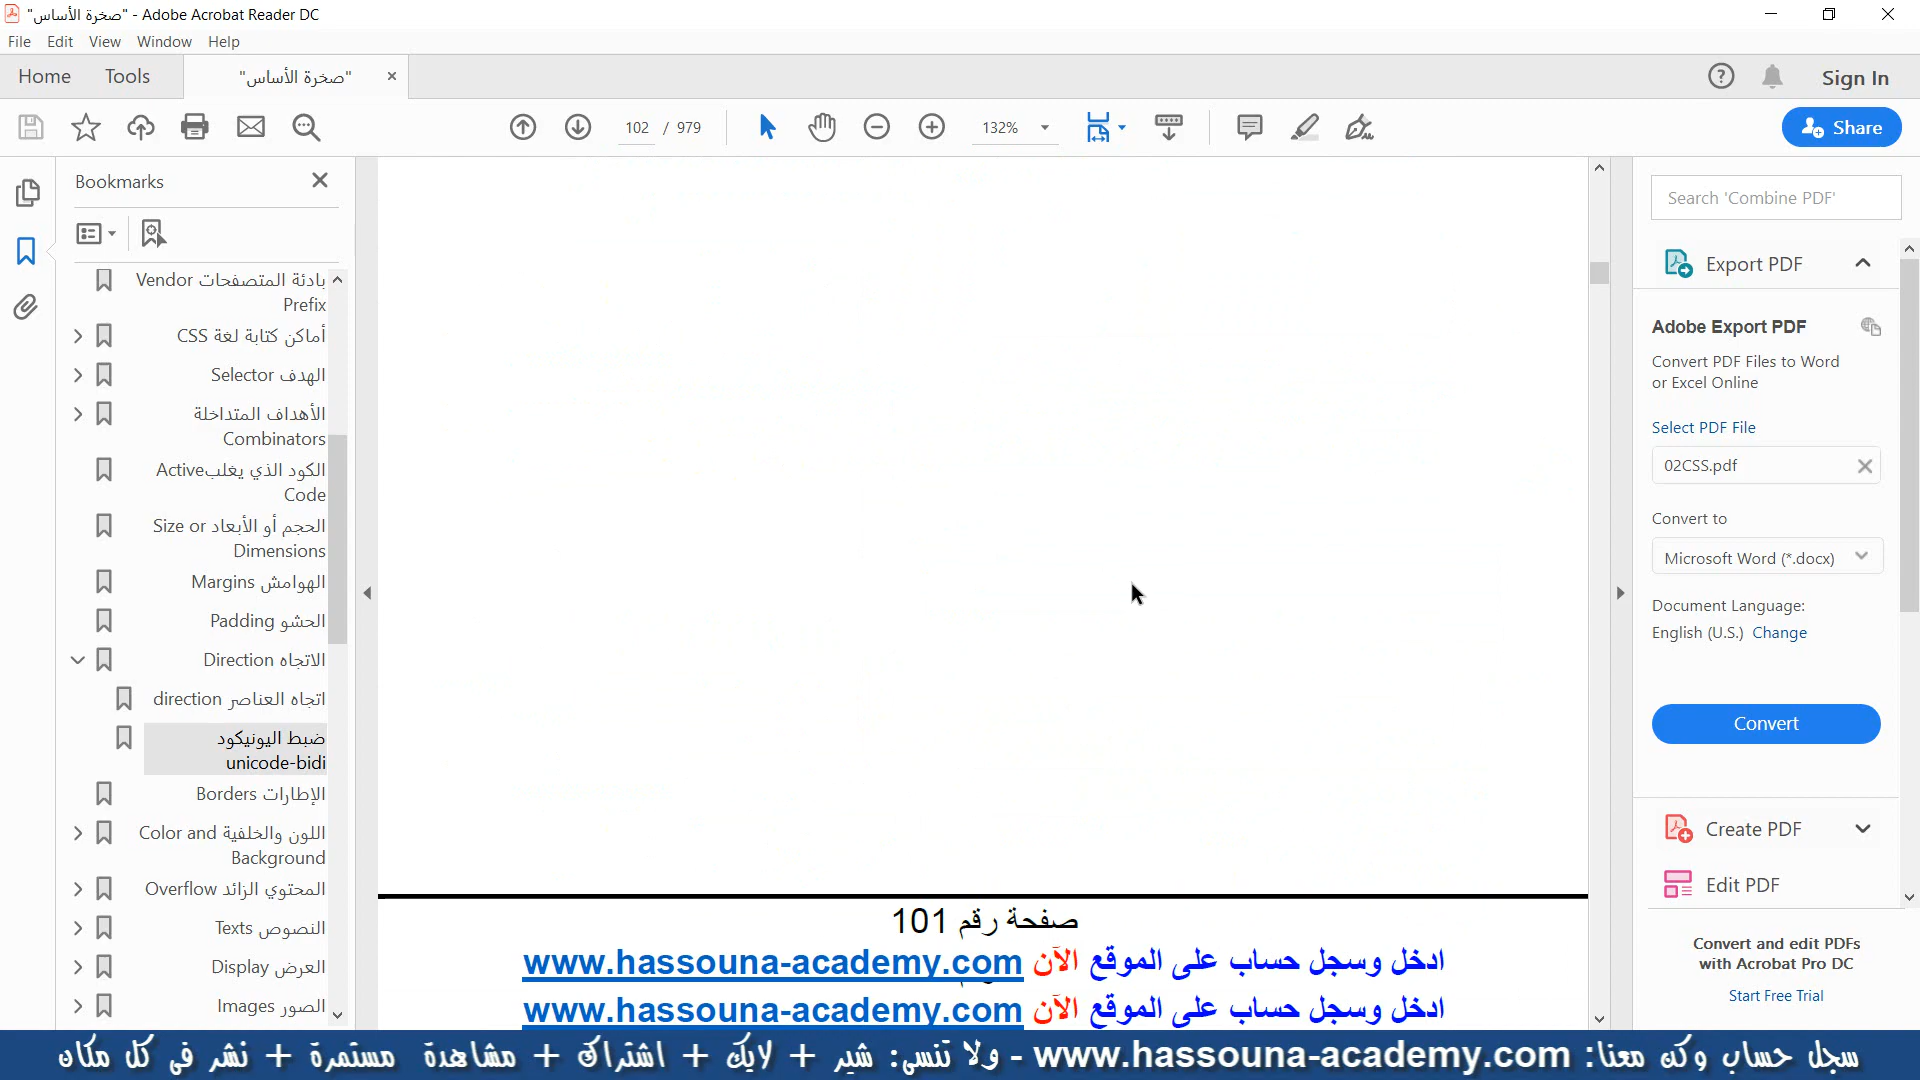 "صخرة الأساس" - Adobe Acrobat Reader DC
File Edit View Window Help
Home Tools "صخرة الأساس" Sign In
102 / 979 132% Share
Bookmarks
بادئة المتصفحات Vendor
Prefix
أماكن كتابة لغة CSS
الهدف Selector
الأهداف المتداخلة
Combinators
الكود الذي يغلبActive
Code
الحجم أو الأبعاد Size or
Dimensions
الهوامش Margins
الحشو Padding
الاتجاه Direction
اتجاه العناصر direction
ضبط اليونيكود
unicode-bidi
الإطارات Borders
اللون والخلفية Color and
Background
المحتوي الزائد Overflow
النصوص Texts
العرض Display
الصور Images
صفحة رقم 101
ادخل وسجل حساب على الموقع الآن www.hassouna-academy.com
ادخل وسجل حساب على الموقع الآن www.hassouna-academy.com
Search 'Combine PDF'
Export PDF
Adobe Export PDF
Convert PDF Files to Word
or Excel Online
Select PDF File
02CSS.pdf
Convert to
Microsoft Word (*.docx)
Document Language:
English (U.S.) Change
Convert
Create PDF
Edit PDF
Convert and edit PDFs
with Acrobat Pro DC
Start Free Trial
سجل حساب وكن معنا: www.hassouna-academy.com - ولا تنسى: شير + لايك + اشتراك + مشاهدة مستمرة + نشر في كل مكان